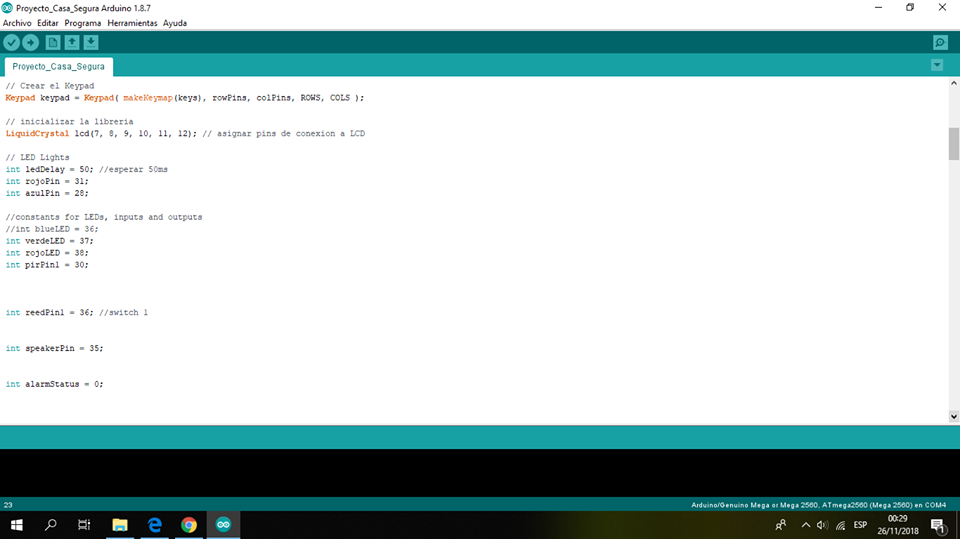 Proyecto_Casa_Segura Arduino 1.8.7
Archivo Editar Programa Herramientas Ayuda
Proyecto_Casa_Segura
// Crear el Keypad
Keypad keypad = Keypad( makeKeymap(keys), rowPins, colPins, ROWS, COLS );
// inicializar la libreria
LiquidCrystal lcd(7, 8, 9, 10, 11, 12); // asignar pins de conexion a LCD
// LED Lights
int ledDelay = 50; //esperar 50ms
int rojoPin = 31;
int azulPin = 28;
//constants for LEDs, inputs and outputs
//int blueLED = 36;
int verdeLED = 37;
int rojoLED = 38;
int pirPin1 = 30;
int reedPin1 = 36; //switch 1
int speakerPin = 35;
int alarmStatus = 0;
23
Arduino/Genuino Mega or Mega 2560, ATmega2560 (Mega 2560) en COM4
ESP
00:29
26/11/2018
1